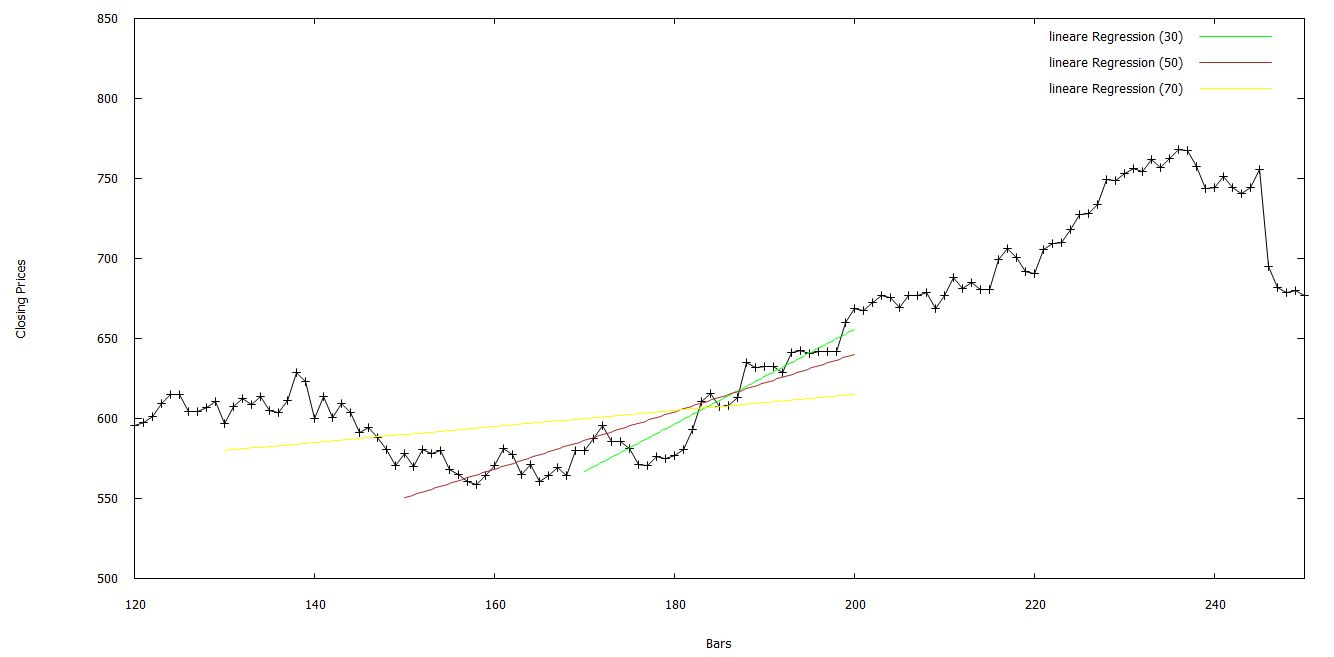 850
lineare Regression (30)
lineare Regression (50)
lineare Regression (70)
800
750
700
Closing Prices
650
600
550
500
120 140 160 180 200 220 240
Bars